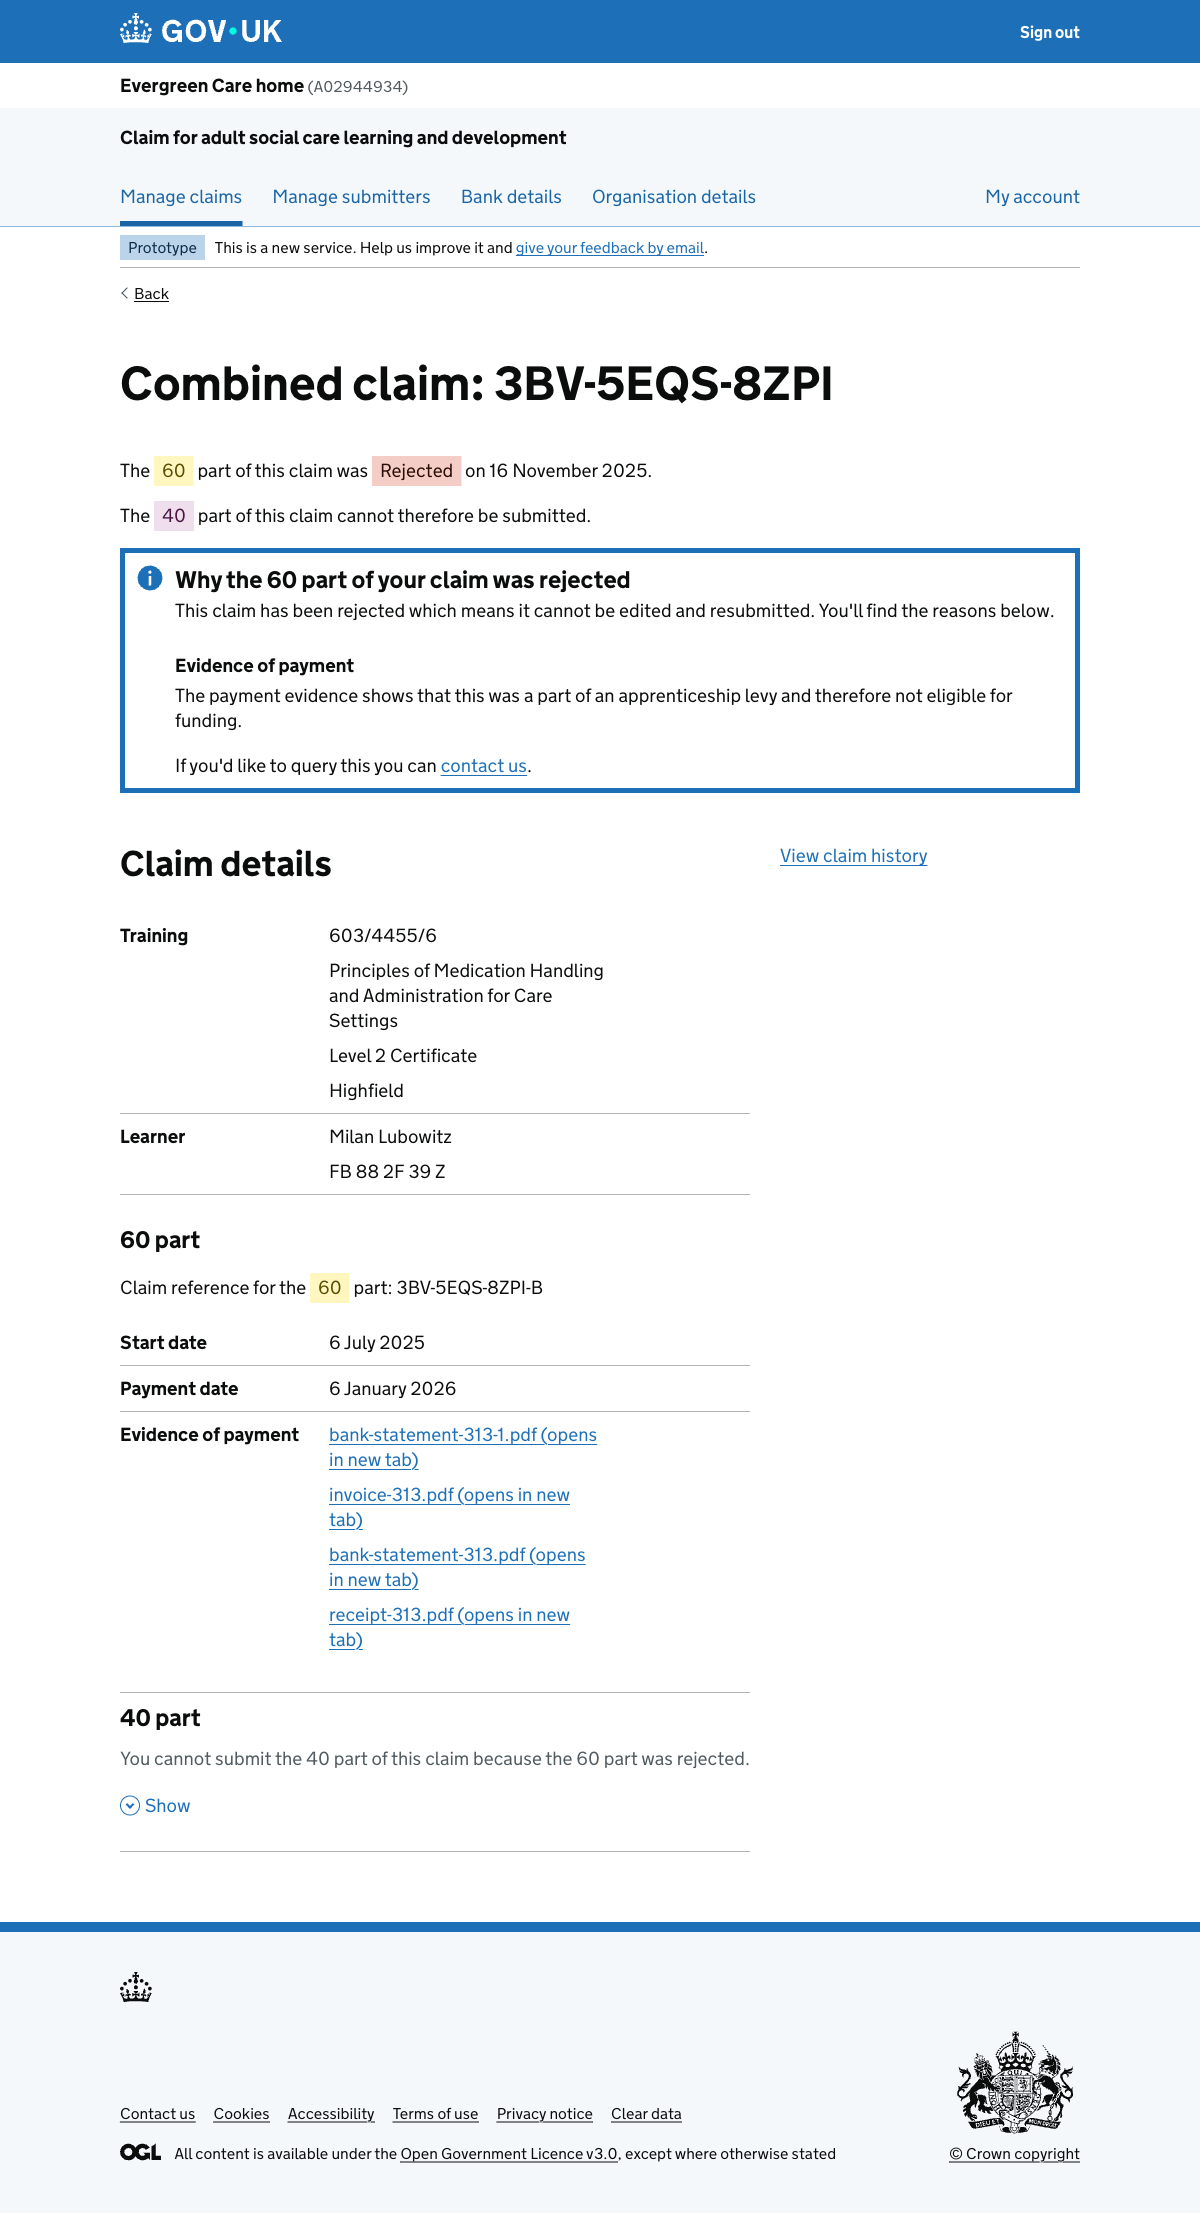 GOV•UK
Sign out
Evergreen Care home (A02944934)
Claim for adult social care learning and development
Manage claims Manage submitters Bank details Organisation details My account
Prototype This is a new service. Help us improve it and give your feedback by email.
Back
Combined claim: 3BV-5EQS-8ZPI
The 60 part of this claim was Rejected on 16 November 2025.
The 40 part of this claim cannot therefore be submitted.
Why the 60 part of your claim was rejected
This claim has been rejected which means it cannot be edited and resubmitted. You'll find the reasons below.
Evidence of payment
The payment evidence shows that this was a part of an apprenticeship levy and therefore not eligible for
funding.
If you'd like to query this you can contact us.
Claim details
View claim history
Training 603/4455/6
Principles of Medication Handling
and Administration for Care
Settings
Level 2 Certificate
Highfield
Learner Milan Lubowitz
FB 88 2F 39 Z
60 part
Claim reference for the 60 part: 3BV-5EQS-8ZPI-B
Start date 6 July 2025
Payment date 6 January 2026
Evidence of payment bank-statement-313-1.pdf (opens
in new tab)
invoice-313.pdf (opens in new
tab)
bank-statement-313.pdf (opens
in new tab)
receipt-313.pdf (opens in new
tab)
40 part
You cannot submit the 40 part of this claim because the 60 part was rejected.
Show
Contact us Cookies Accessibility Terms of use Privacy notice Clear data
OGL All content is available under the Open Government Licence v3.0, except where otherwise stated
© Crown copyright